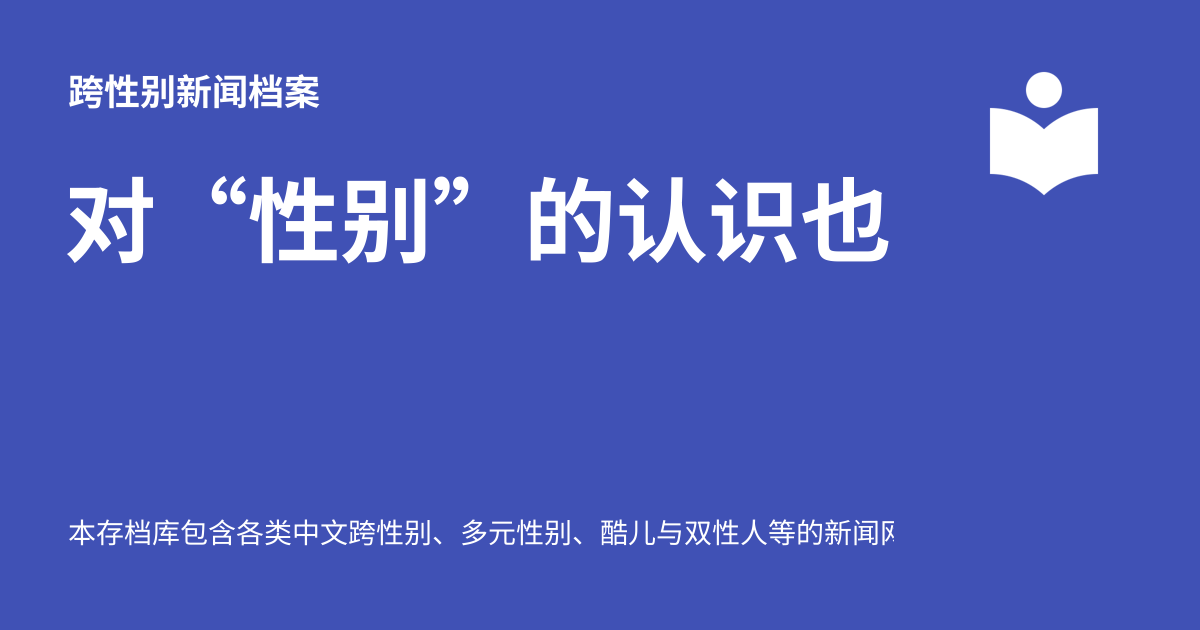 跨性别新闻档案
对“性别”的认识也
本存档库包含各类中文跨性别、多元性别、酷儿与双性人等的新闻网